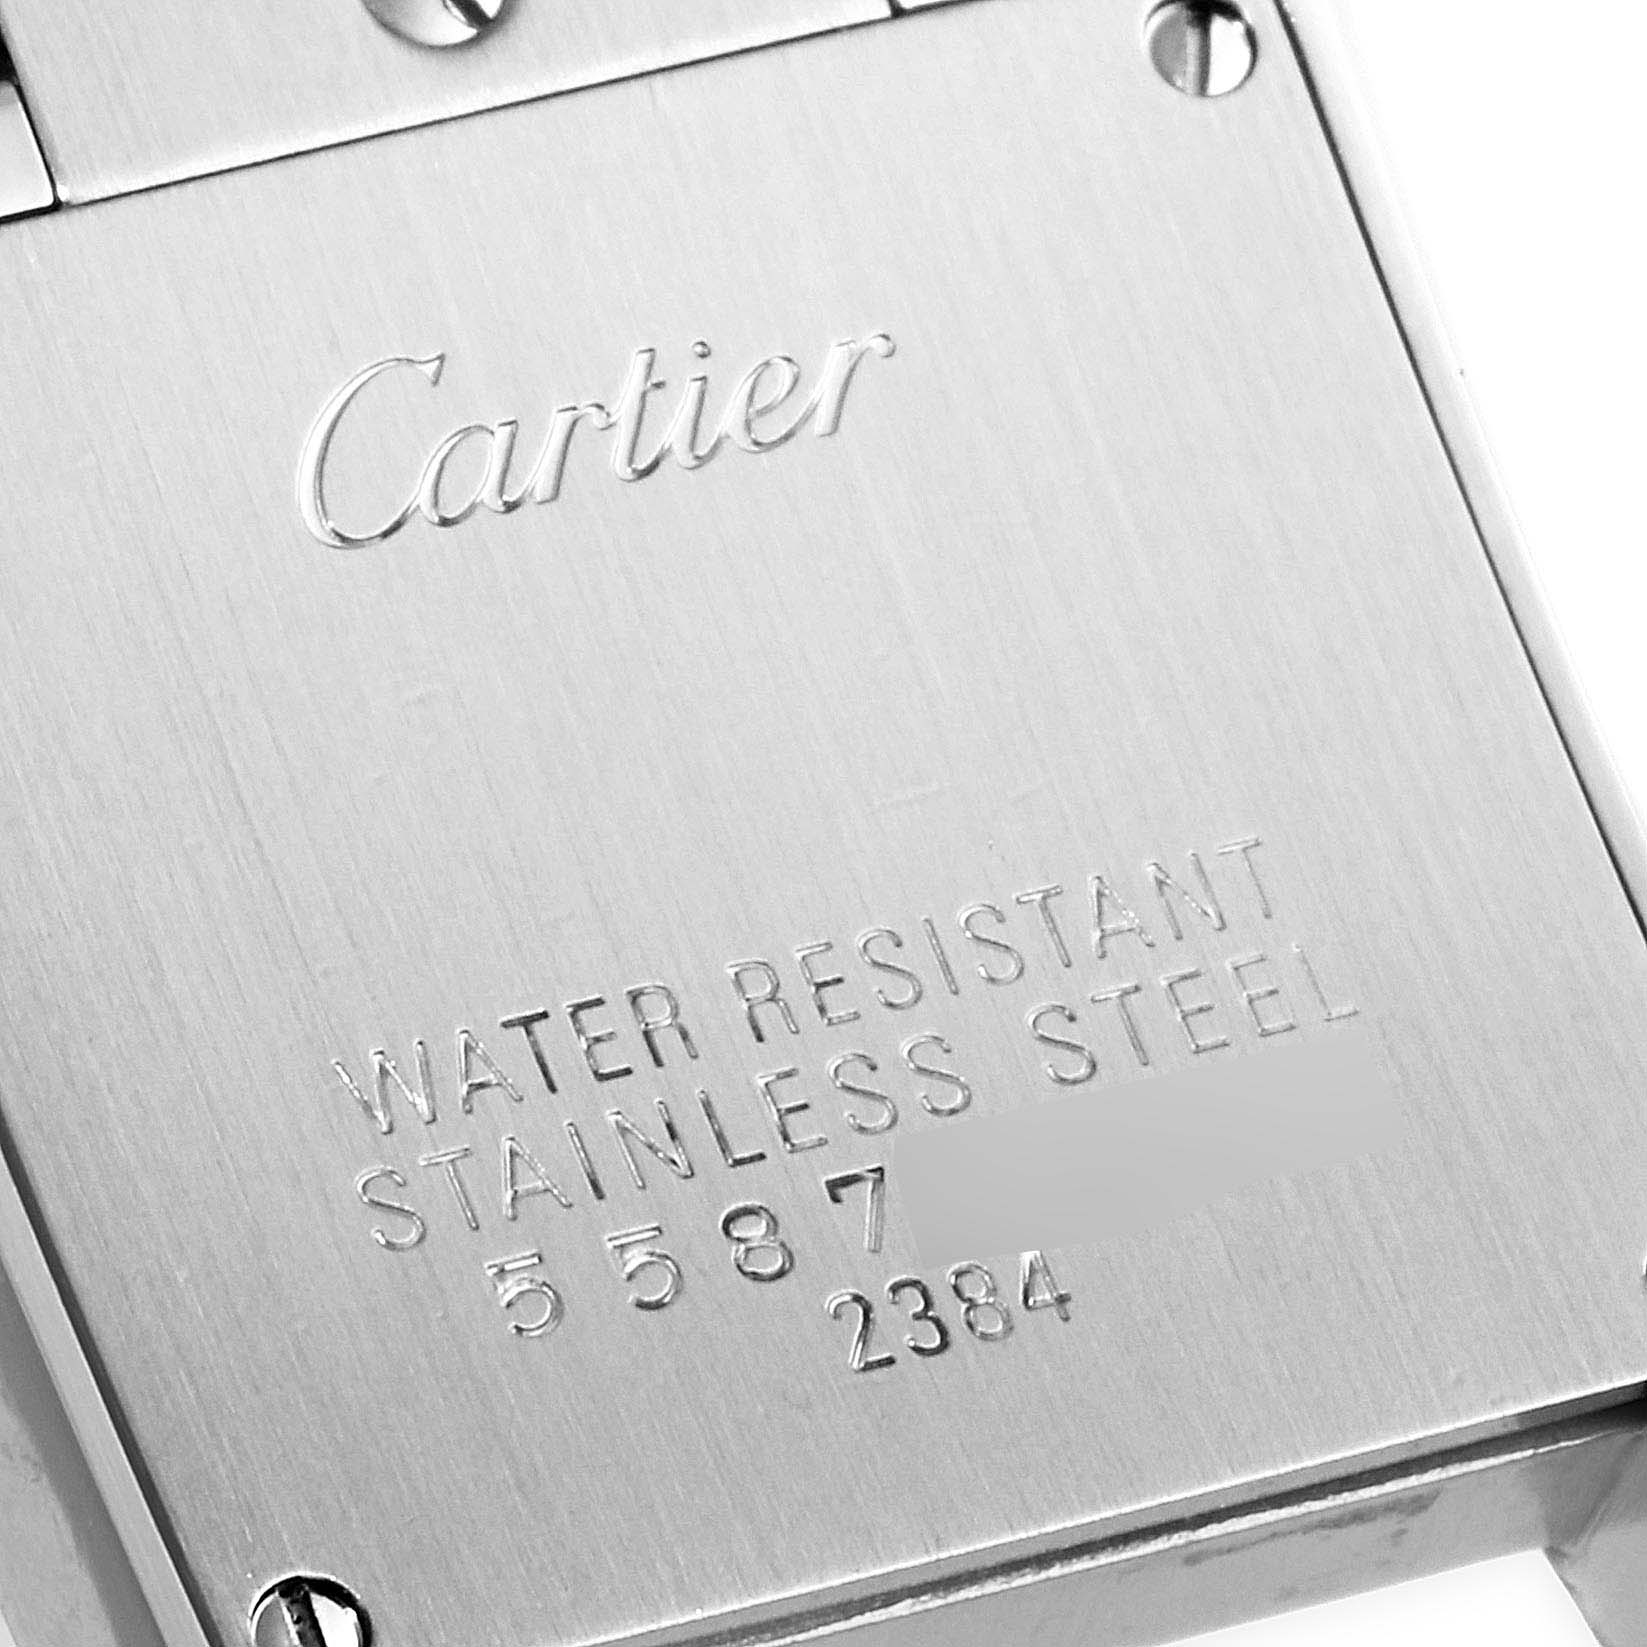 Cartier
WATER RESISTANT
STAINLESS STEEL
5587
2384